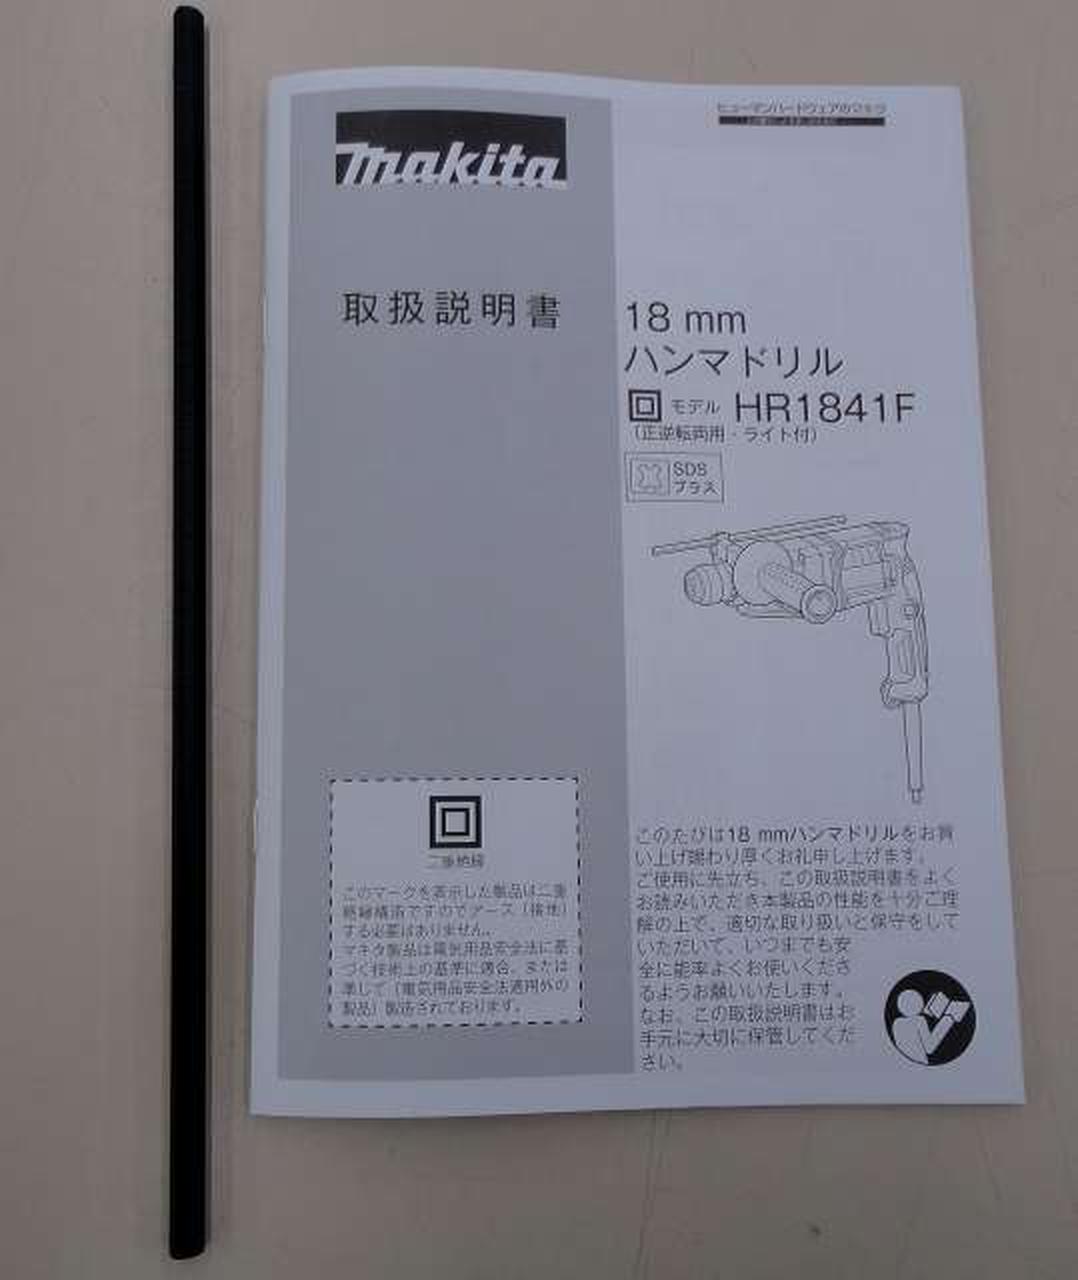 makita
取扱説明書
ヒューマンハードウェアのマキタ
18 mm
ハンマドリル
モデル HR1841F
（正逆転両用・ライト付）
SDS
プラス
二重絶縁
このマークを表示した製品は二重
絶縁構造ですのでアース（接地）
する必要はありません。
マキタ製品は電気用品安全法に基
づく技術上の基準に適合、または
準じて（電気用品安全法適用外の
製品）製造されております。
このたびは18 mmハンマドリルをお買
い上げ賜わり厚くお礼申し上げます。
ご使用に先立ち、この取扱説明書をよく
お読みいただき本製品の性能を十分ご理
解の上で、適切な取り扱いと保守をして
いただいて、いつまでも安
全に能率よくお使いくださ
るようお願いいたします。
なお、この取扱説明書はお
手元に大切に保管してくだ
さい。